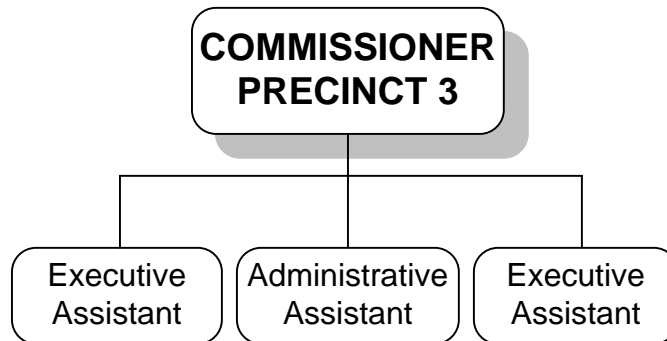 COMMISSIONER
PRECINCT 3
Executive
Assistant
Administrative
Assistant
Executive
Assistant